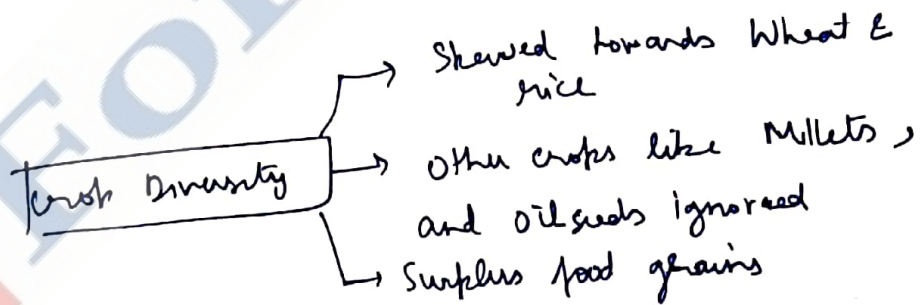 Skewed towards Wheat &
rice
Crop Diversity
Other crops like Millets,
and oilseeds ignored
Surplus food grains